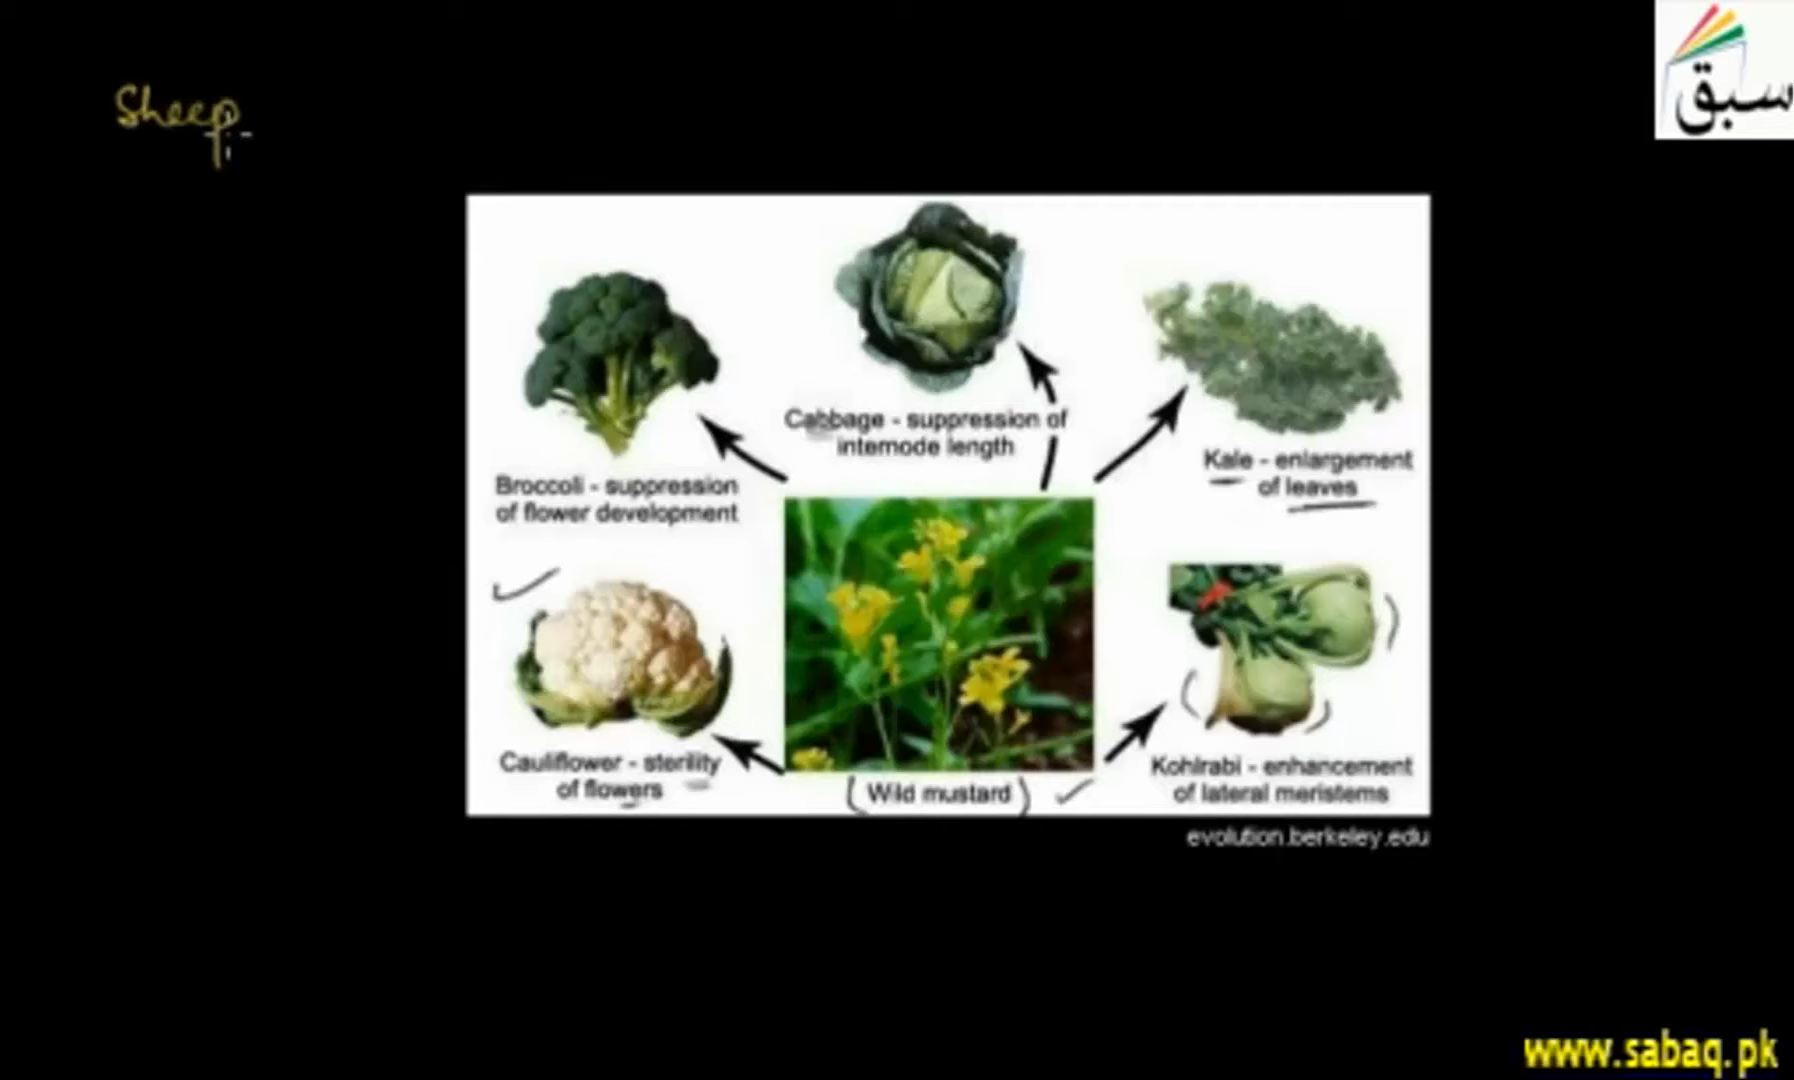 سبق
Sheep
Cabbage - suppression of
internode length
Kale - enlargement
of leaves
Broccoli - suppression
of flower development
Cauliflower - sterility
of flowers
Wild mustard
Kohlrabi - enhancement
of lateral meristems
evolution.berkeley.edu
www.sabaq.pk